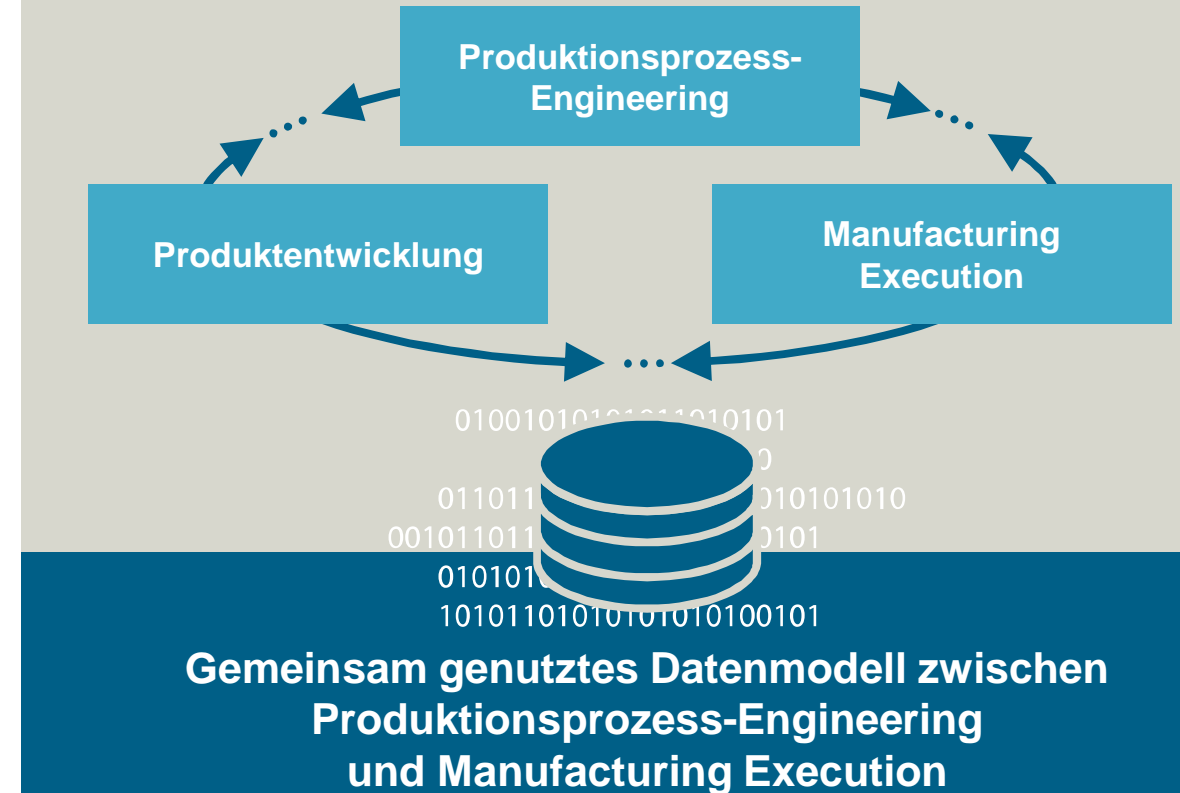 Produktionsprozess-
Engineering
Produktentwicklung
Manufacturing
Execution
Gemeinsam genutztes Datenmodell zwischen
Produktionsprozess-Engineering
und Manufacturing Execution